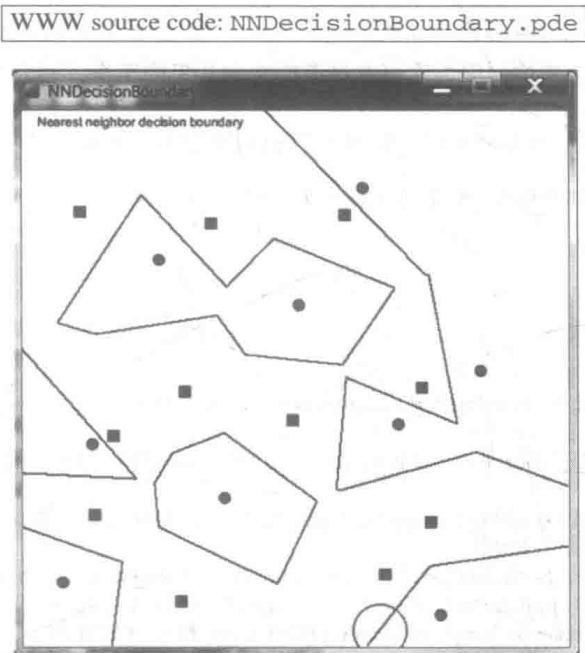 WWW source code: NNDecisionBoundary.pde
NNDecisionBoundary
Nearest neighbor decision boundary